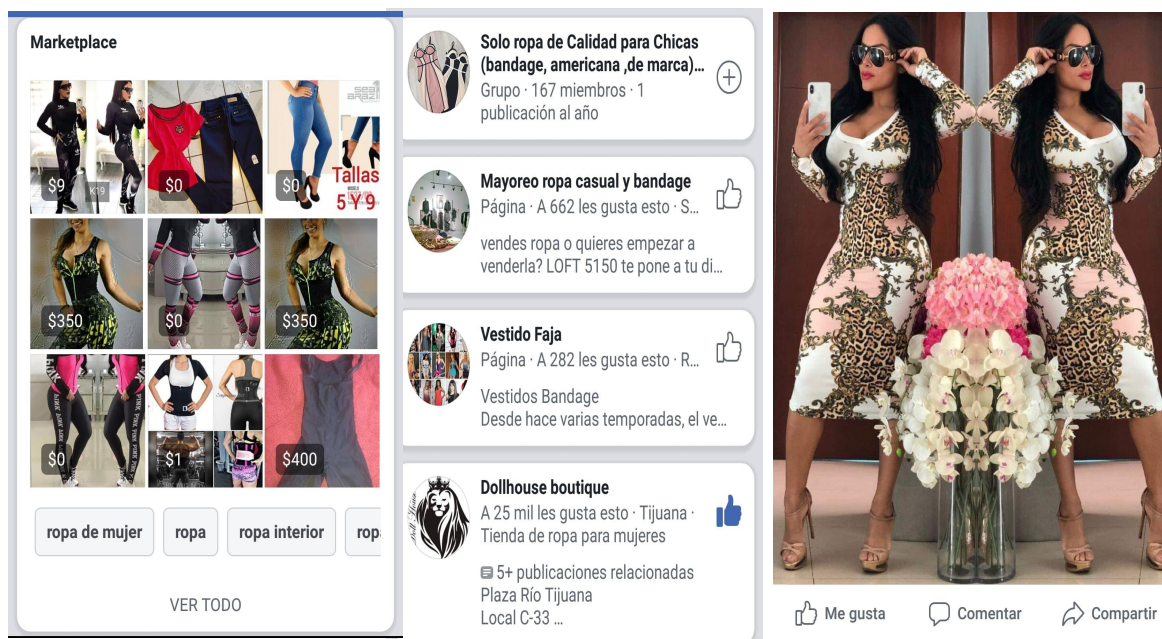 Marketplace
$9
K19
$0
$0
Tallas
5 Y 9
$350
$0
$350
$0
$1
$400
ropa de mujer
ropa
ropa interior
rop
VER TODO
Solo ropa de Calidad para Chicas
(bandage, americana ,de marca)...
Grupo · 167 miembros · 1
publicación al año
Mayoreo ropa casual y bandage
Página · A 662 les gusta esto · S...
vendes ropa o quieres empezar a
venderla? LOFT 5150 te pone a tu di...
Vestido Faja
Página · A 282 les gusta esto · R...
Vestidos Bandage
Desde hace varias temporadas, el ve...
Dollhouse boutique
A 25 mil les gusta esto · Tijuana ·
Tienda de ropa para mujeres
5+ publicaciones relacionadas
Plaza Río Tijuana
Local C-33 ...
Me gusta
Comentar
Compartir